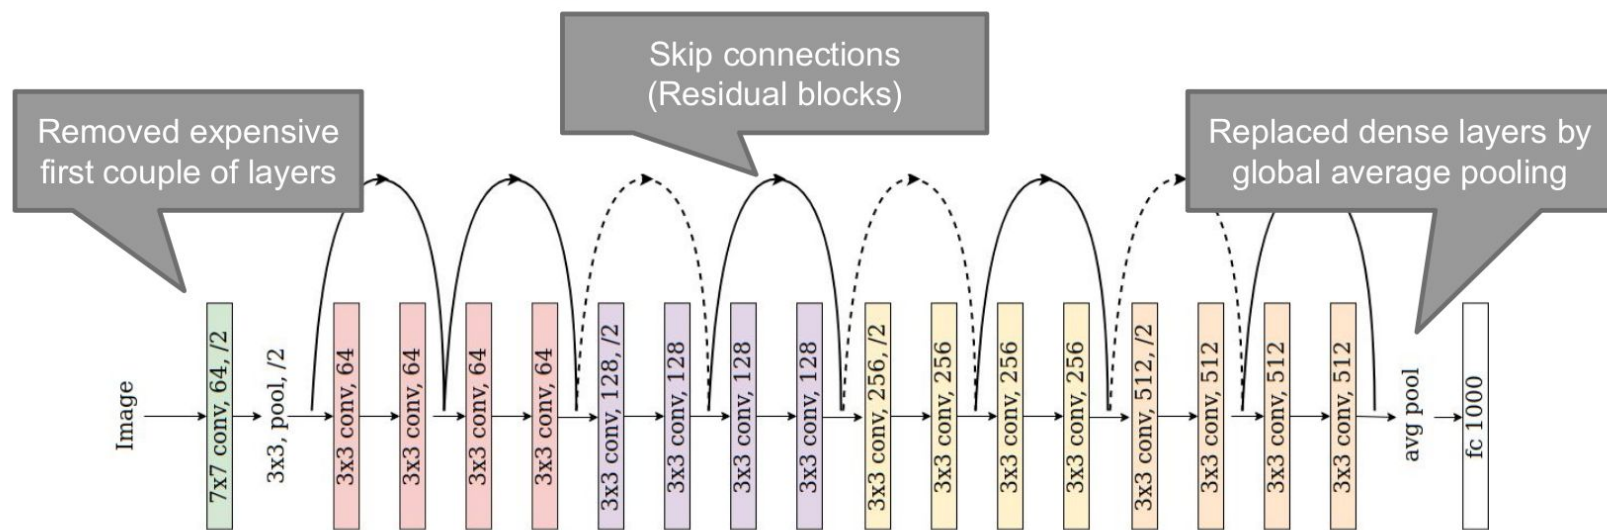 Skip connections
(Residual blocks)
Removed expensive
first couple of layers
Replaced dense layers by
global average pooling
Image
7x7 conv, 64, /2
3x3, pool, /2
3x3 conv, 64
3x3 conv, 64
3x3 conv, 64
3x3 conv, 64
3x3 conv, 128, /2
3x3 conv, 128
3x3 conv, 128
3x3 conv, 128
3x3 conv, 256, /2
3x3 conv, 256
3x3 conv, 256
3x3 conv, 256
3x3 conv, 512, /2
3x3 conv, 512
3x3 conv, 512
3x3 conv, 512
avg pool
fc 1000